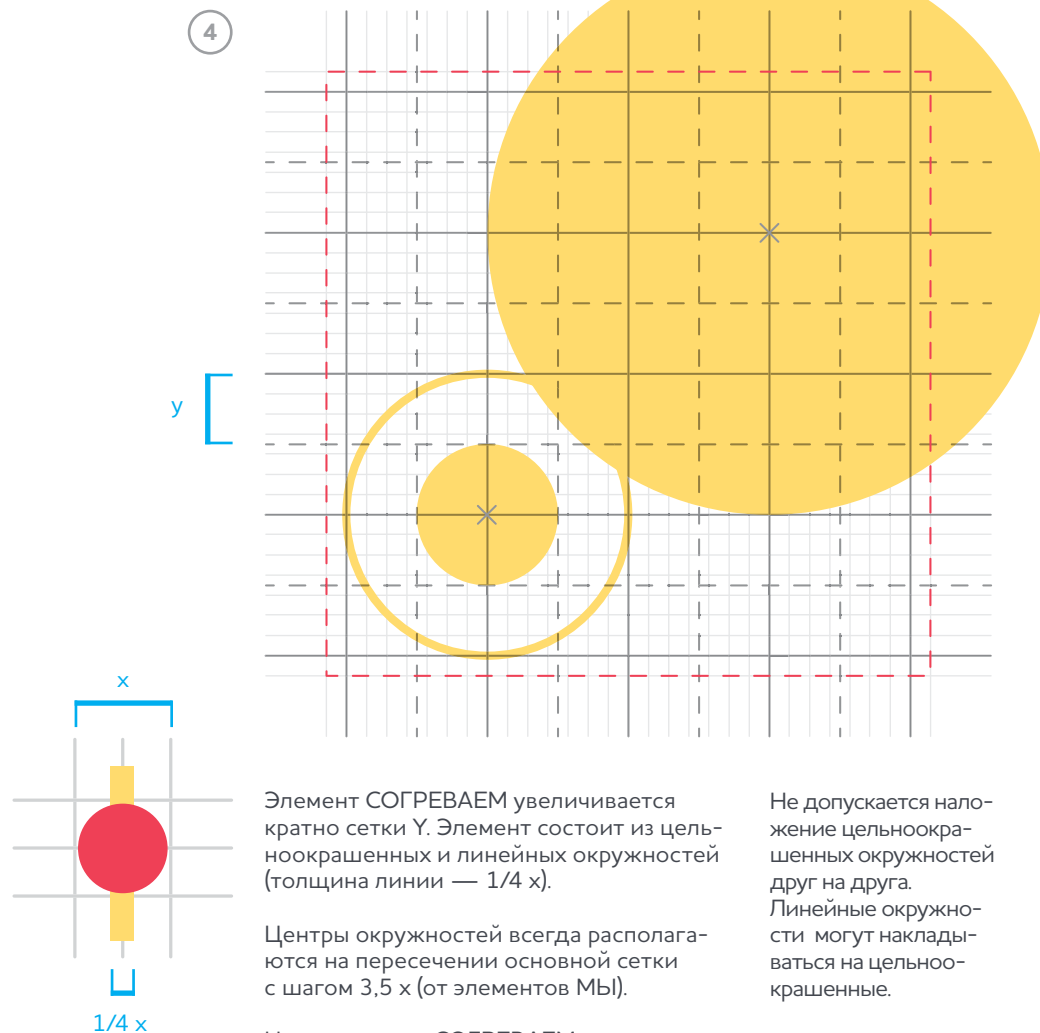 4
y
x
1/4 x
Элемент СОГРЕВАЕМ увеличивается
кратно сетки Y. Элемент состоит из цель-
ноокрашенных и линейных окружностей
(толщина линии — 1/4 x).
Центры окружностей всегда располага-
ются на пересечении основной сетки
с шагом 3,5 x (от элементов МЫ).
Не допускается нало-
жение цельноокра-
шенных окружностей
друг на друга.
Линейные окружно-
сти могут наклады-
ваться на цельноо-
крашенные.